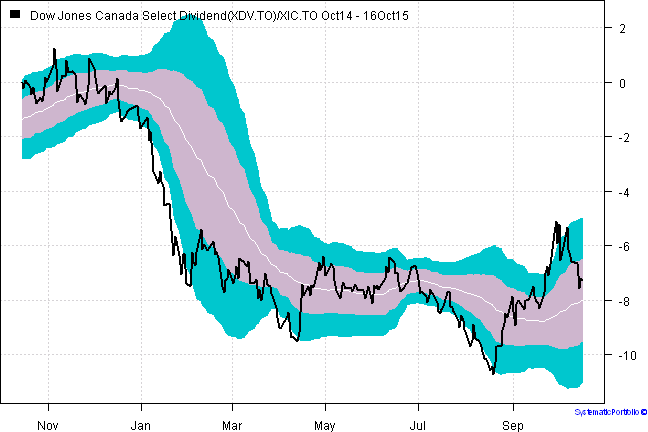 Dow Jones Canada Select Dividend(XDV.TO)/XIC.TO Oct14 - 16Oct15
2
0
-2
-4
-6
-8
-10
Nov Jan Mar May Jul Sep
SystematicPortfolio ©